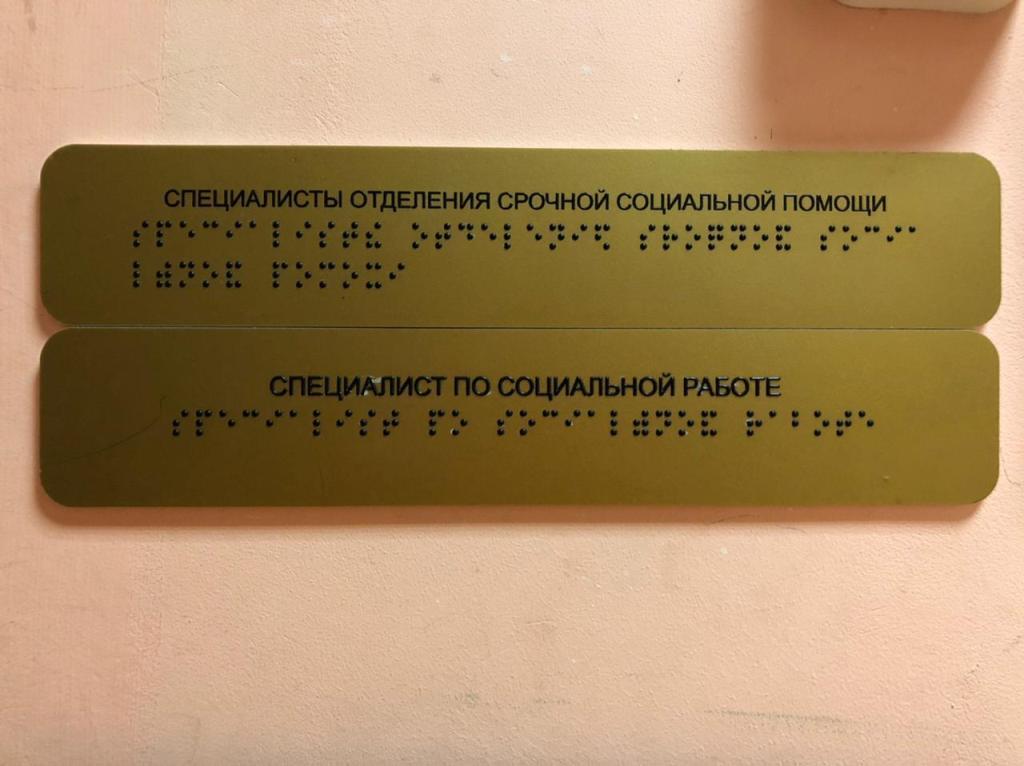 СПЕЦИАЛИСТЫ ОТДЕЛЕНИЯ СРОЧНОЙ СОЦИАЛЬНОЙ ПОМОЩИ
⠎⠏⠑⠉⠊⠁⠇⠊⠎⠞⠮ ⠕⠞⠙⠑⠇⠑⠝⠊⠫ ⠎⠗⠕⠟⠝⠕⠯ ⠎⠕⠉⠊⠁
⠇⠾⠝⠕⠯ ⠏⠕⠍⠕⠭⠊
СПЕЦИАЛИСТ ПО СОЦИАЛЬНОЙ РАБОТЕ
⠎⠏⠑⠉⠊⠁⠇⠊⠎⠞ ⠏⠕ ⠎⠕⠉⠊⠁⠇⠾⠝⠕⠯ ⠗⠁⠃⠕⠞⠑